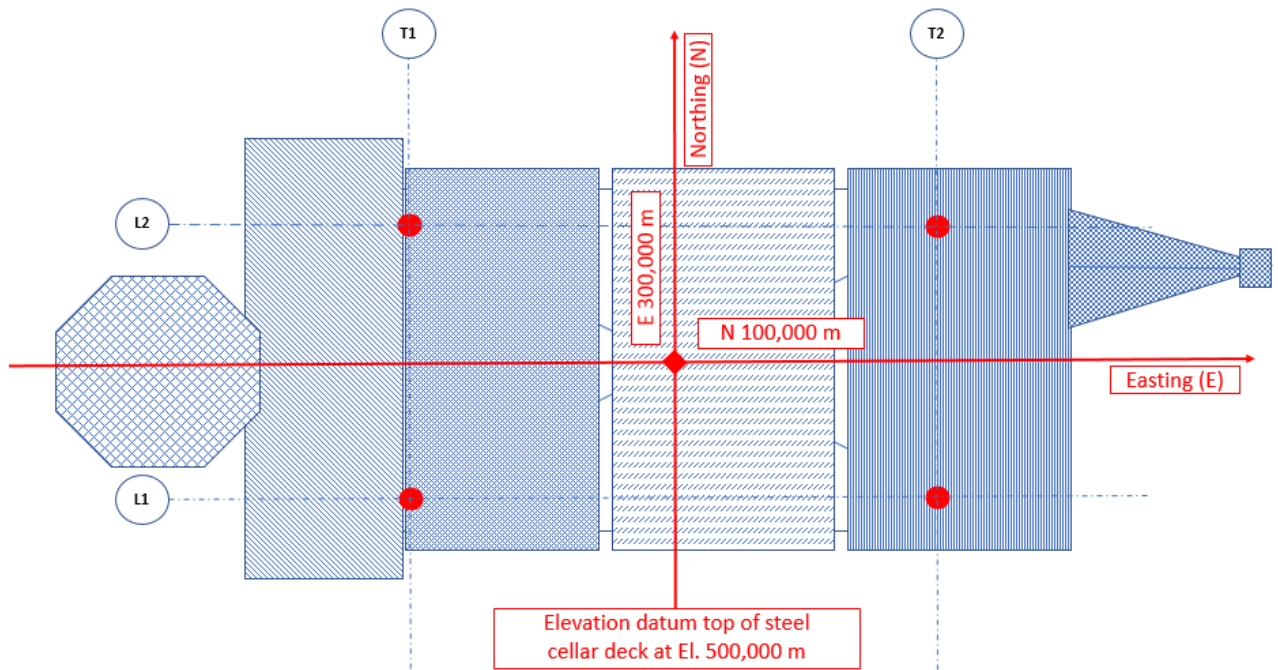 T1
T2
Northing (N)
L2
E 300,000 m
N 100,000 m
Easting (E)
L1
Elevation datum top of steel
cellar deck at El. 500,000 m